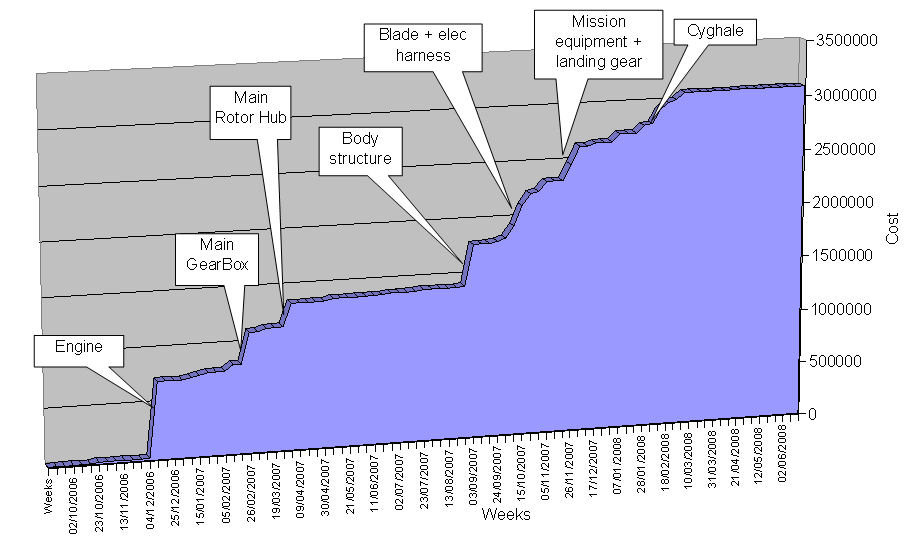 Mission
equipment +
landing gear
Cyghale
Blade + elec
harness
Main
Rotor Hub
Body
structure
Main
GearBox
Engine
3500000
3000000
2500000
2000000
1500000
1000000
500000
0
Cost
Weeks
02/10/2006
23/10/2006
13/11/2006
04/12/2006
25/12/2006
15/01/2007
05/02/2007
26/02/2007
19/03/2007
09/04/2007
30/04/2007
21/05/2007
11/06/2007
02/07/2007
23/07/2007
13/08/2007
03/09/2007
24/09/2007
15/10/2007
05/11/2007
26/11/2007
17/12/2007
07/01/2008
28/01/2008
18/02/2008
10/03/2008
31/03/2008
21/04/2008
12/05/2008
02/06/2008
Weeks